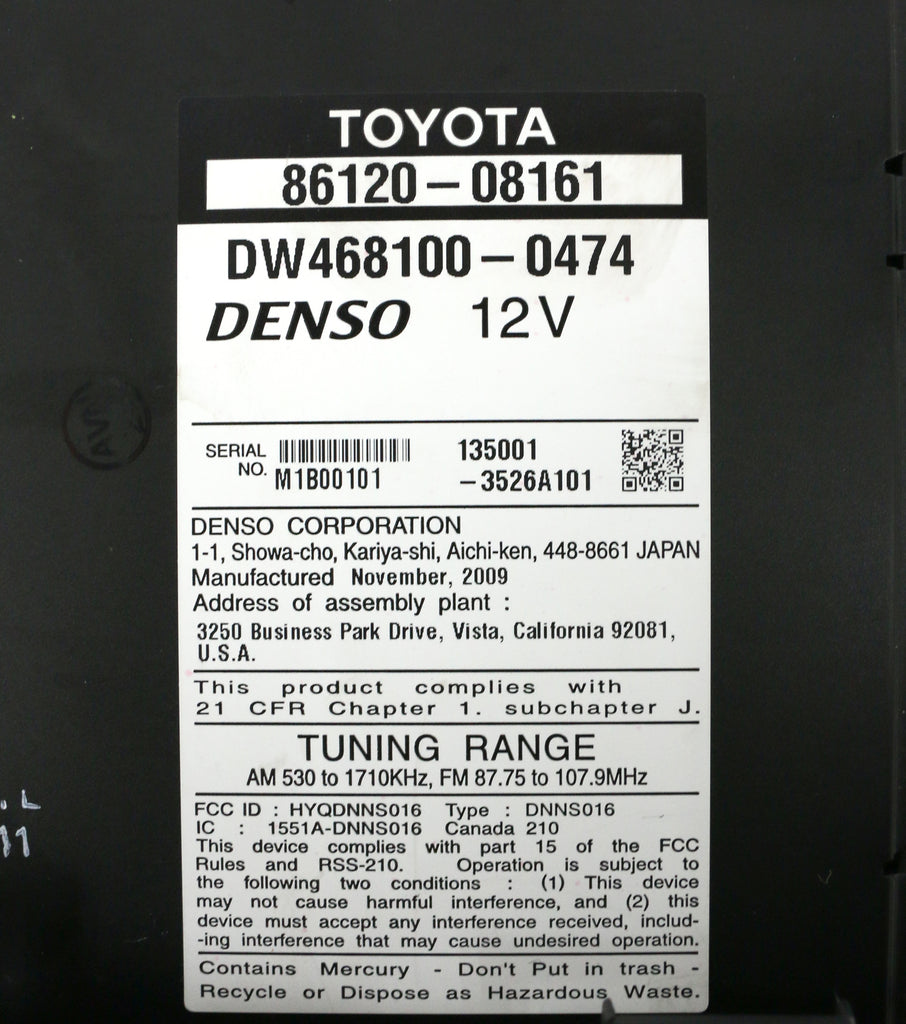 TOYOTA
86120-08161
DW468100-0474
DENSO 12V
SERIAL NO. M1B00101
135001
-3526A101
DENSO CORPORATION
1-1, Showa-cho, Kariya-shi, Aichi-ken, 448-8661 JAPAN
Manufactured November, 2009
Address of assembly plant :
3250 Business Park Drive, Vista, California 92081,
U.S.A.
This product complies with
21 CFR Chapter 1. subchapter J.
TUNING RANGE
AM 530 to 1710KHz, FM 87.75 to 107.9MHz
FCC ID : HYQDNNS016 Type : DNNS016
IC : 1551A-DNNS016 Canada 210
This device complies with part 15 of the FCC
Rules and RSS-210. Operation is subject to
the following two conditions : (1) This device
may not cause harmful interference, and (2) this
device must accept any interference received, includ-
-ing interference that may cause undesired operation.
Contains Mercury - Don't Put in trash -
Recycle or Dispose as Hazardous Waste.